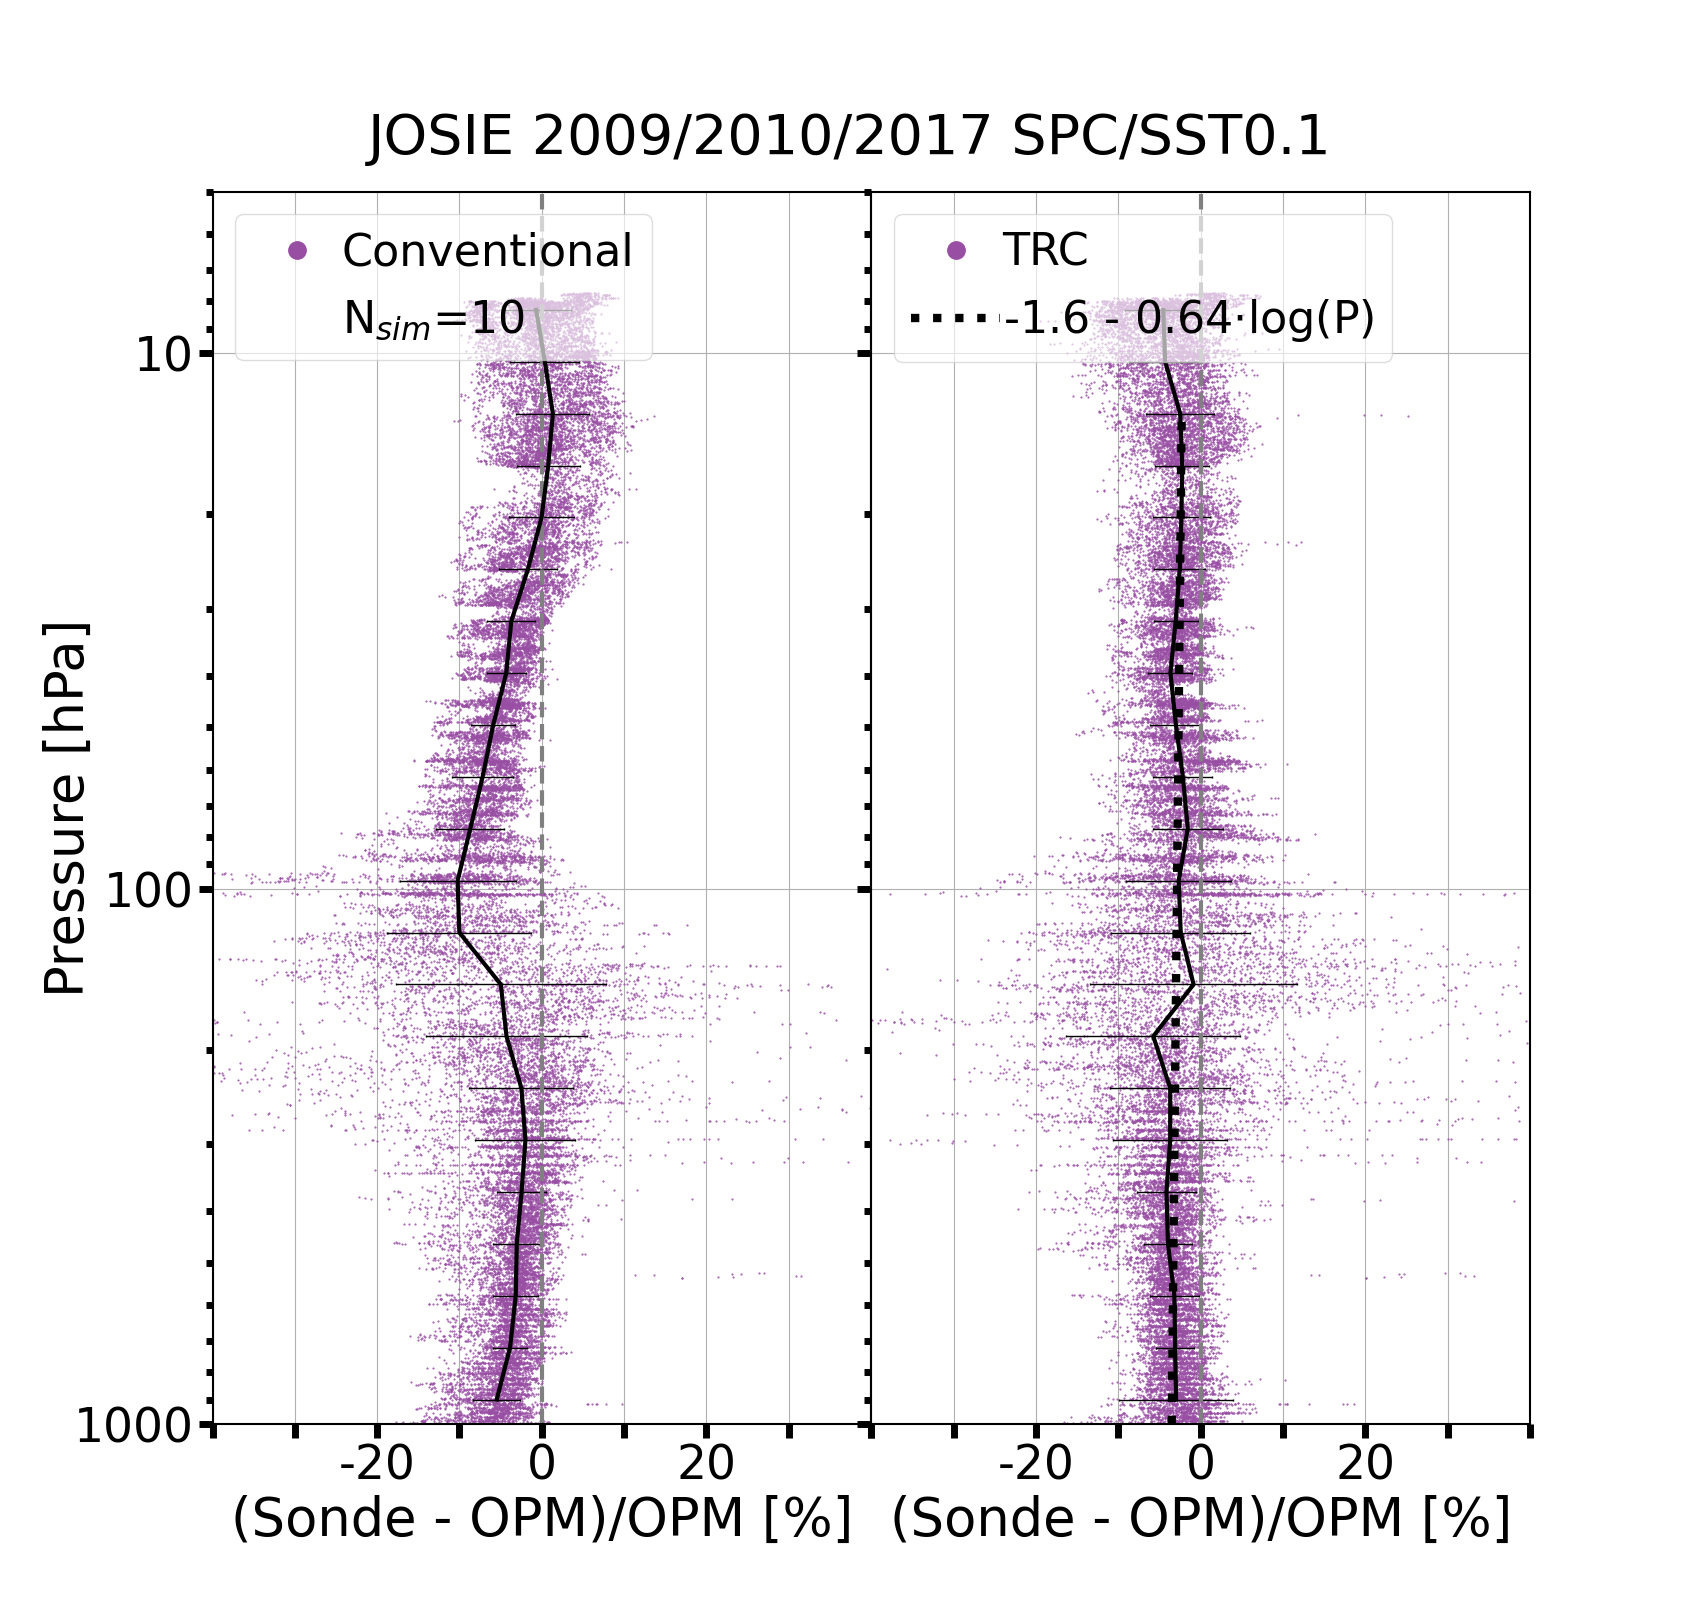 JOSIE 2009/2010/2017 SPC/SST0.1
Conventional
N_sim=10
TRC
-1.6 - 0.64·log(P)
Pressure [hPa]
10
100
1000
-20 0 20
-20 0 20
(Sonde - OPM)/OPM [%]
(Sonde - OPM)/OPM [%]